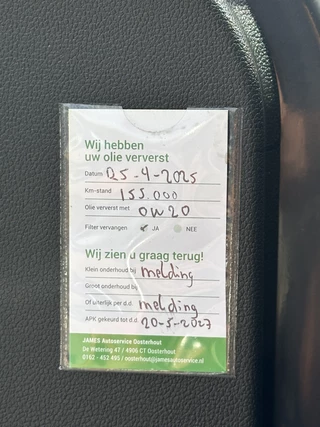 Wij hebben
uw olie ververst
Datum 25-4-2025
Km-stand 155.000
Olie ververst met 0W20
Filter vervangen JA NEE
Wij zien u graag terug!
Klein onderhoud bij melding
Groot onderhoud bij
Of uiterlijk per d.d. melding
APK gekeurd tot d.d. 20-5-2027
JAMES Autoservice Oosterhout
De Wetering 47 / 4906 CT Oosterhout
0162 - 452 495 / oosterhout@jamesautoservice.nl